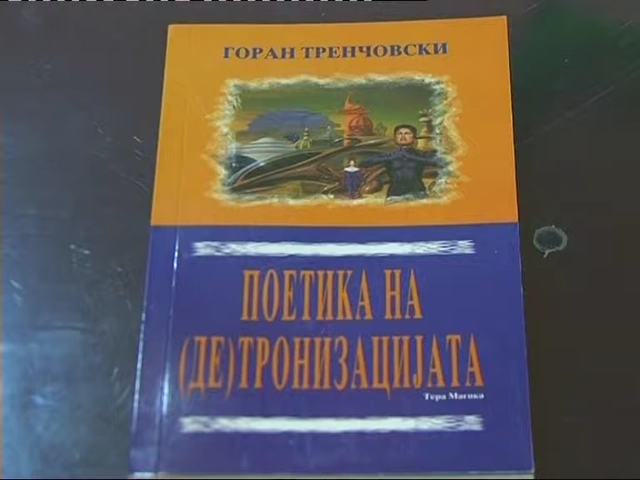 ГОРАН ТРЕНЧОВСКИ
ПОЕТИКА НА
(ДЕ)ТРОНИЗАЦИЈАТА
Тера Магика